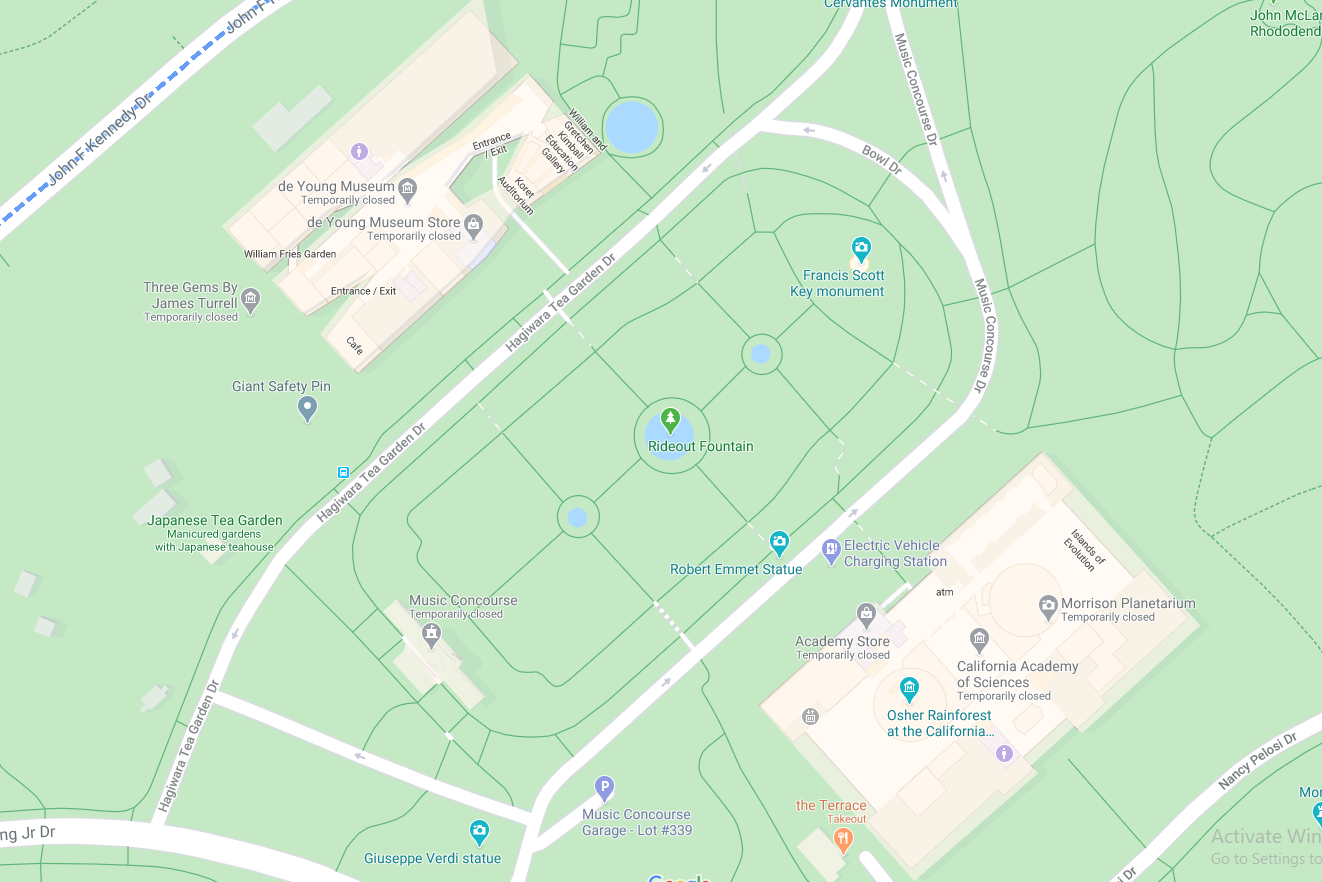 Cervantes Monument
John McLa
Rhododend
John F
Music Concourse Dr
John F Kennedy Dr
William and
Gretchen
Kimball
Education
Gallery
Entrance
/ Exit
Bowl Dr
Koret
Auditorium
de Young Museum
Temporarily closed
de Young Museum Store
Temporarily closed
William Fries Garden
Francis Scott
Key monument
Three Gems By
James Turrell
Temporarily closed
Entrance / Exit
Hagiwara Tea Garden Dr
Music Concourse Dr
Cafe
Giant Safety Pin
Rideout Fountain
Hagiwara Tea Garden Dr
Japanese Tea Garden
Manicured gardens
with Japanese teahouse
Robert Emmet Statue
Electric Vehicle
Charging Station
Islands of
Evolution
atm
Music Concourse
Temporarily closed
Morrison Planetarium
Temporarily closed
Academy Store
Temporarily closed
California Academy
of Sciences
Temporarily closed
Osher Rainforest
at the California...
Hagiwara Tea Garden Dr
Nancy Pelosi Dr
P
Music Concourse
Garage - Lot #339
the Terrace
Takeout
Mor
ng Jr Dr
Giuseppe Verdi statue
Activate Win
Go to Settings to
si Dr
Google